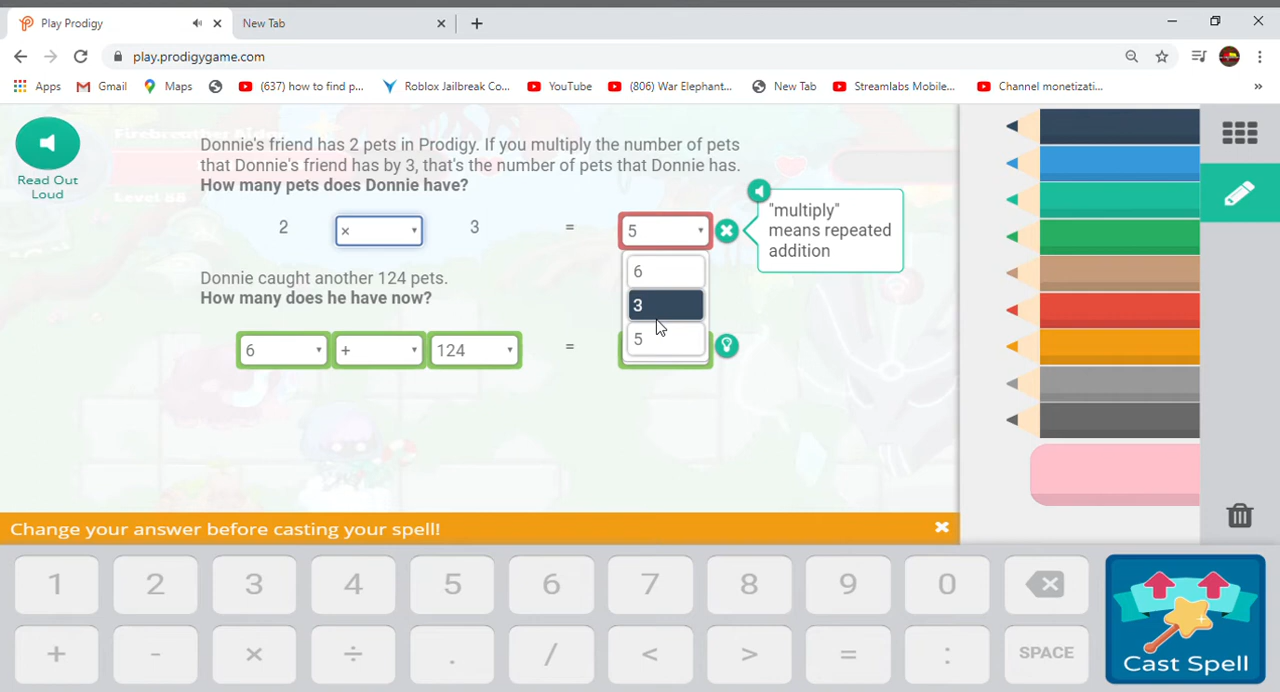 Play Prodigy
New Tab
play.prodigygame.com
Apps
Gmail
Maps
(637) how to find p...
Roblox Jailbreak Co...
YouTube
(806) War Elephant...
New Tab
Streamlabs Mobile...
Channel monetizati...
»
Read Out
Loud
Level 88
Donnie's friend has 2 pets in Prodigy. If you multiply the number of pets
that Donnie's friend has by 3, that's the number of pets that Donnie has.
How many pets does Donnie have?
2 × 3 = 5
"multiply"
means repeated
addition
6
3
5
Donnie caught another 124 pets.
How many does he have now?
6 + 124 =
Change your answer before casting your spell!
1 2 3 4 5 6 7 8 9 0
+ - × ÷ . / < > = : SPACE
Cast Spell